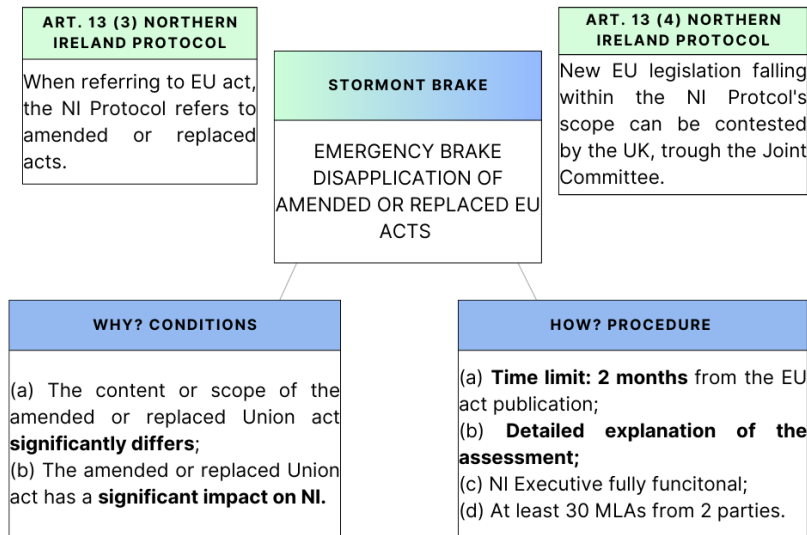 ART. 13 (3) NORTHERN
IRELAND PROTOCOL
When referring to EU act,
the NI Protocol refers to
amended or replaced
acts.
STORMONT BRAKE
EMERGENCY BRAKE
DISAPPLICATION OF
AMENDED OR REPLACED EU
ACTS
ART. 13 (4) NORTHERN
IRELAND PROTOCOL
New EU legislation falling
within the NI Protcol's
scope can be contested
by the UK, trough the Joint
Committee.
WHY? CONDITIONS
(a) The content or scope of the
amended or replaced Union act
significantly differs;
(b) The amended or replaced Union
act has a significant impact on NI.
HOW? PROCEDURE
(a) Time limit: 2 months from the EU
act publication;
(b) Detailed explanation of the
assessment;
(c) NI Executive fully funcitonal;
(d) At least 30 MLAs from 2 parties.